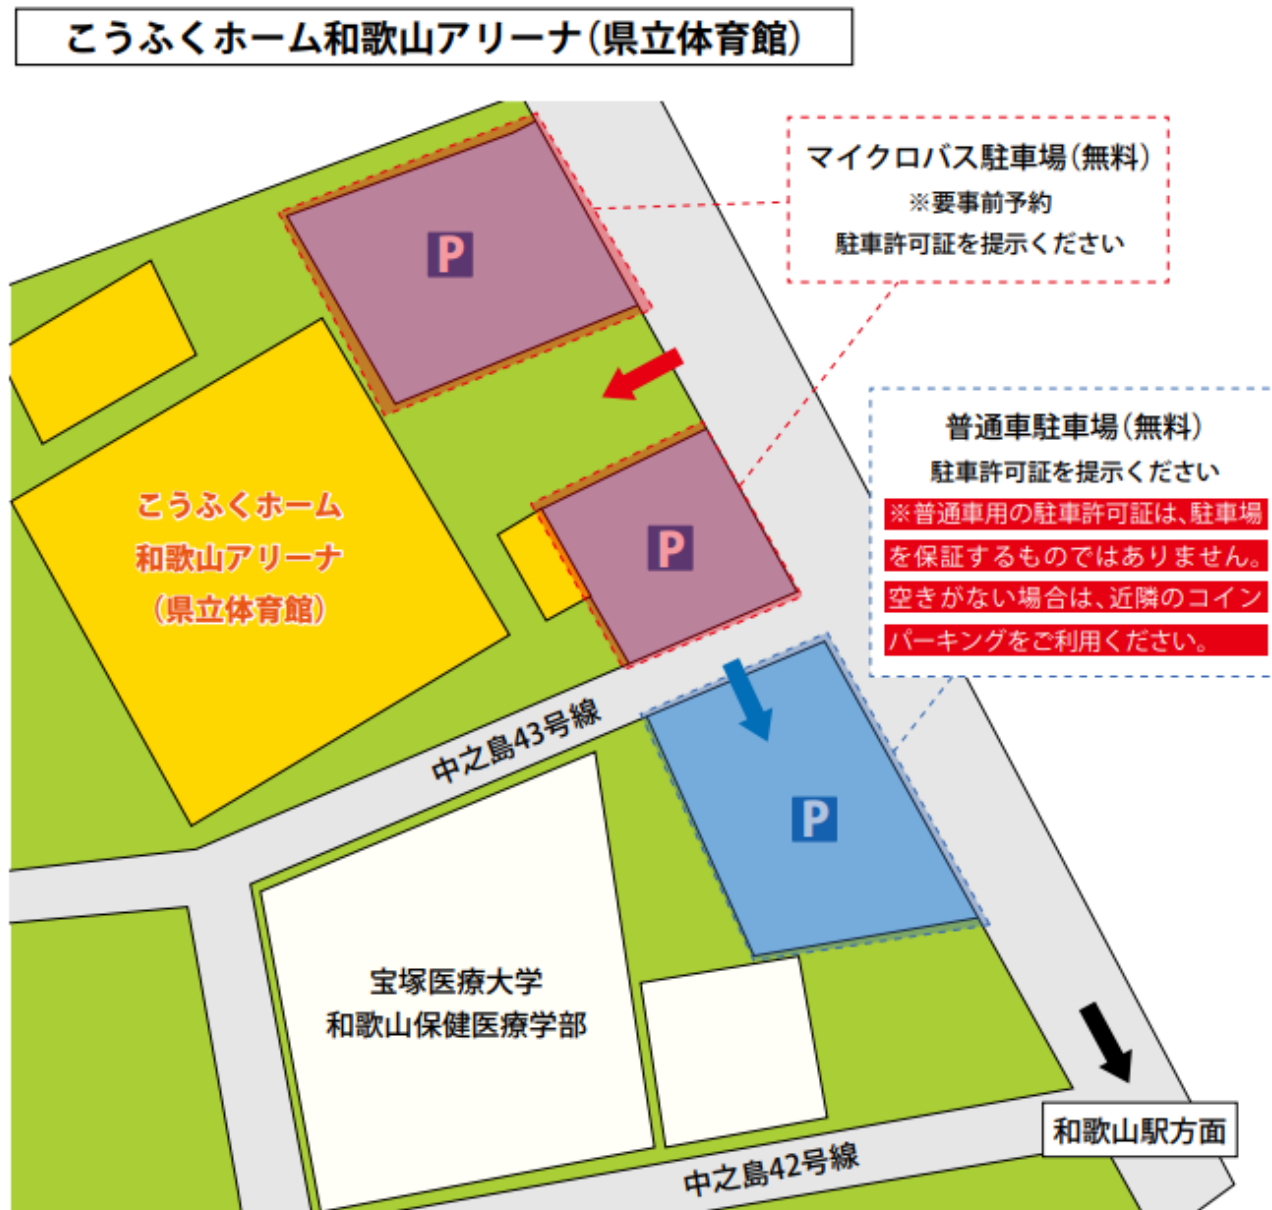 こうふくホーム和歌山アリーナ(県立体育館)
マイクロバス駐車場(無料)
※要事前予約
駐車許可証を提示ください
P
普通車駐車場(無料)
駐車許可証を提示ください
※普通車用の駐車許可証は、駐車場
を保証するものではありません。
空きがない場合は、近隣のコイン
パーキングをご利用ください。
こうふくホーム
和歌山アリーナ
(県立体育館)
P
中之島43号線
P
宝塚医療大学
和歌山保健医療学部
和歌山駅方面
中之島42号線